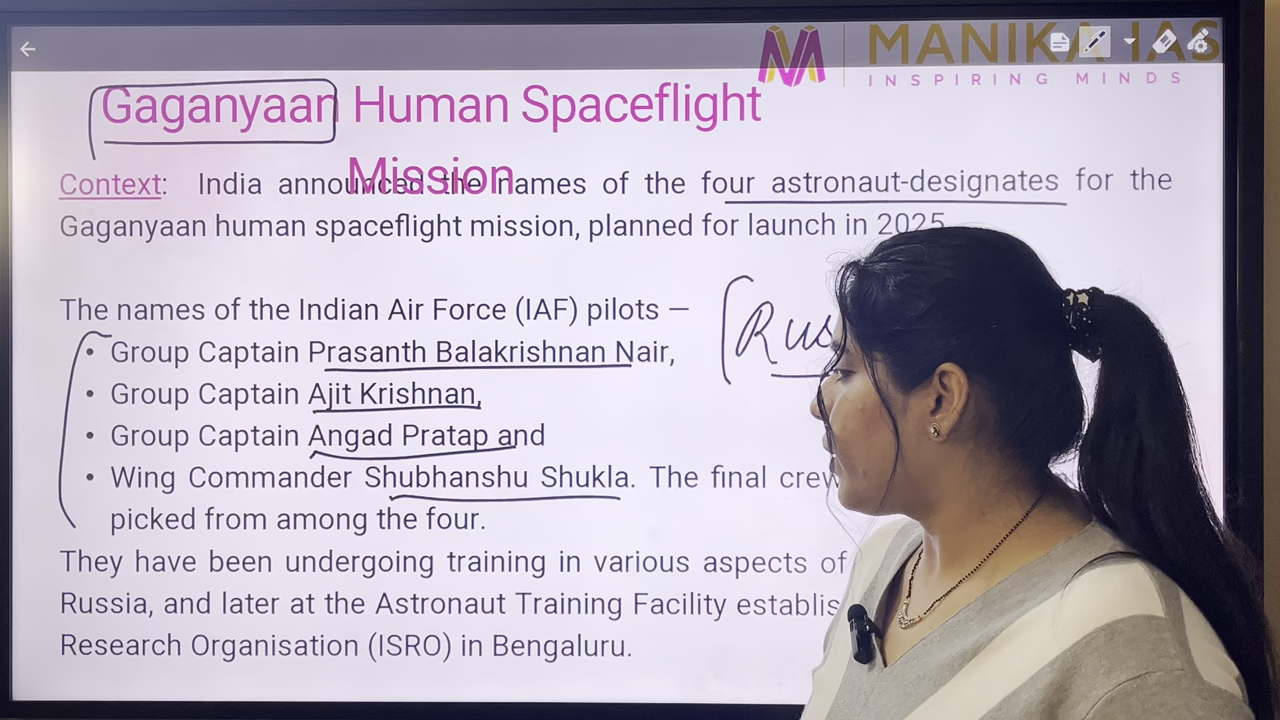 MANIKA IAS
INSPIRING MINDS
Gaganyaan Human Spaceflight
Mission
Context: India announced the names of the four astronaut-designates for the
Gaganyaan human spaceflight mission, planned for launch in 2025
The names of the Indian Air Force (IAF) pilots —
Rus
• Group Captain Prasanth Balakrishnan Nair,
• Group Captain Ajit Krishnan,
• Group Captain Angad Pratap and
• Wing Commander Shubhanshu Shukla. The final crew
picked from among the four.
They have been undergoing training in various aspects of
Russia, and later at the Astronaut Training Facility establis
Research Organisation (ISRO) in Bengaluru.